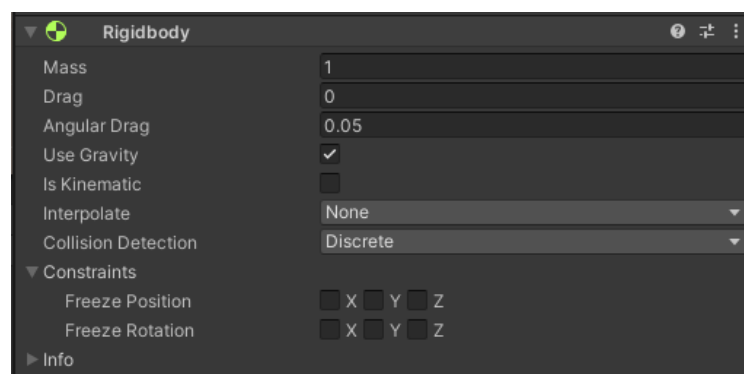 Rigidbody
Mass 1
Drag 0
Angular Drag 0.05
Use Gravity
Is Kinematic
Interpolate None
Collision Detection Discrete
Constraints
Freeze Position X Y Z
Freeze Rotation X Y Z
Info